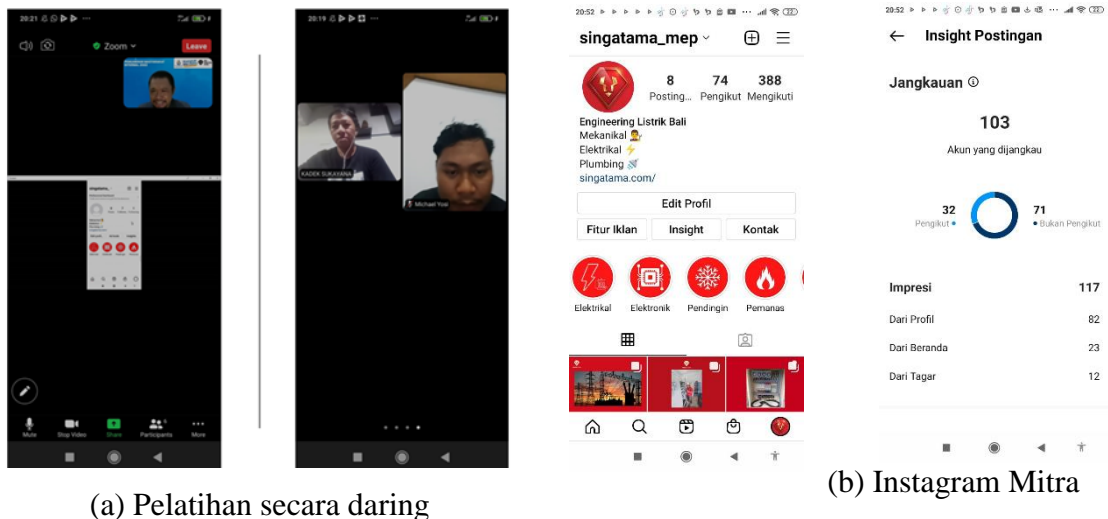 20:21
Zoom
Leave
Mute
Stop Video
Share
Participants
More
20:19
KADEK SUKAYANA
Michael Yosi
(a) Pelatihan secara daring
20:52
singatama_mep
8 74 388
Posting... Pengikut Mengikuti
Engineering Listrik Bali
Mekanikal
Elektrikal
Plumbing
singatama.com/
Edit Profil
Fitur Iklan Insight Kontak
Elektrikal Elektronik Pendingin Pemanas
20:52
Insight Postingan
Jangkauan
103
Akun yang dijangkau
32 71
Pengikut • • Bukan Pengikut
Impresi 117
Dari Profil 82
Dari Beranda 23
Dari Tagar 12
(b) Instagram Mitra